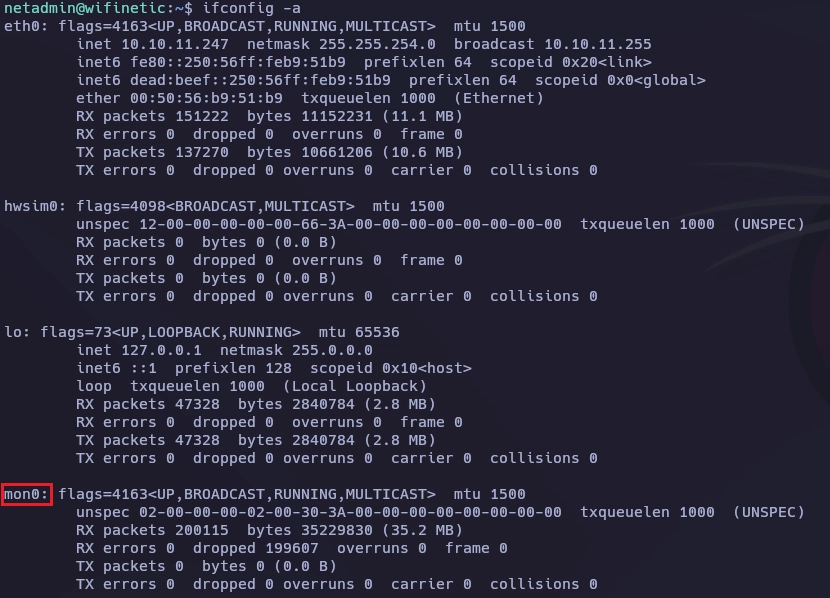 netadmin@wifinetic:~$ ifconfig -a
eth0: flags=4163<UP,BROADCAST,RUNNING,MULTICAST>  mtu 1500
        inet 10.10.11.247  netmask 255.255.254.0  broadcast 10.10.11.255
        inet6 fe80::250:56ff:feb9:51b9  prefixlen 64  scopeid 0x20<link>
        inet6 dead:beef::250:56ff:feb9:51b9  prefixlen 64  scopeid 0x0<global>
        ether 00:50:56:b9:51:b9  txqueuelen 1000  (Ethernet)
        RX packets 151222  bytes 11152231 (11.1 MB)
        RX errors 0  dropped 0  overruns 0  frame 0
        TX packets 137270  bytes 10661206 (10.6 MB)
        TX errors 0  dropped 0 overruns 0  carrier 0  collisions 0

hwsim0: flags=4098<BROADCAST,MULTICAST>  mtu 1500
        unspec 12-00-00-00-00-00-66-3A-00-00-00-00-00-00-00-00  txqueuelen 1000  (UNSPEC)
        RX packets 0  bytes 0 (0.0 B)
        RX errors 0  dropped 0  overruns 0  frame 0
        TX packets 0  bytes 0 (0.0 B)
        TX errors 0  dropped 0 overruns 0  carrier 0  collisions 0

lo: flags=73<UP,LOOPBACK,RUNNING>  mtu 65536
        inet 127.0.0.1  netmask 255.0.0.0
        inet6 ::1  prefixlen 128  scopeid 0x10<host>
        loop  txqueuelen 1000  (Local Loopback)
        RX packets 47328  bytes 2840784 (2.8 MB)
        RX errors 0  dropped 0  overruns 0  frame 0
        TX packets 47328  bytes 2840784 (2.8 MB)
        TX errors 0  dropped 0 overruns 0  carrier 0  collisions 0

mon0: flags=4163<UP,BROADCAST,RUNNING,MULTICAST>  mtu 1500
        unspec 02-00-00-00-02-00-30-3A-00-00-00-00-00-00-00-00  txqueuelen 1000  (UNSPEC)
        RX packets 200115  bytes 35229830 (35.2 MB)
        RX errors 0  dropped 199607  overruns 0  frame 0
        TX packets 0  bytes 0 (0.0 B)
        TX errors 0  dropped 0 overruns 0  carrier 0  collisions 0